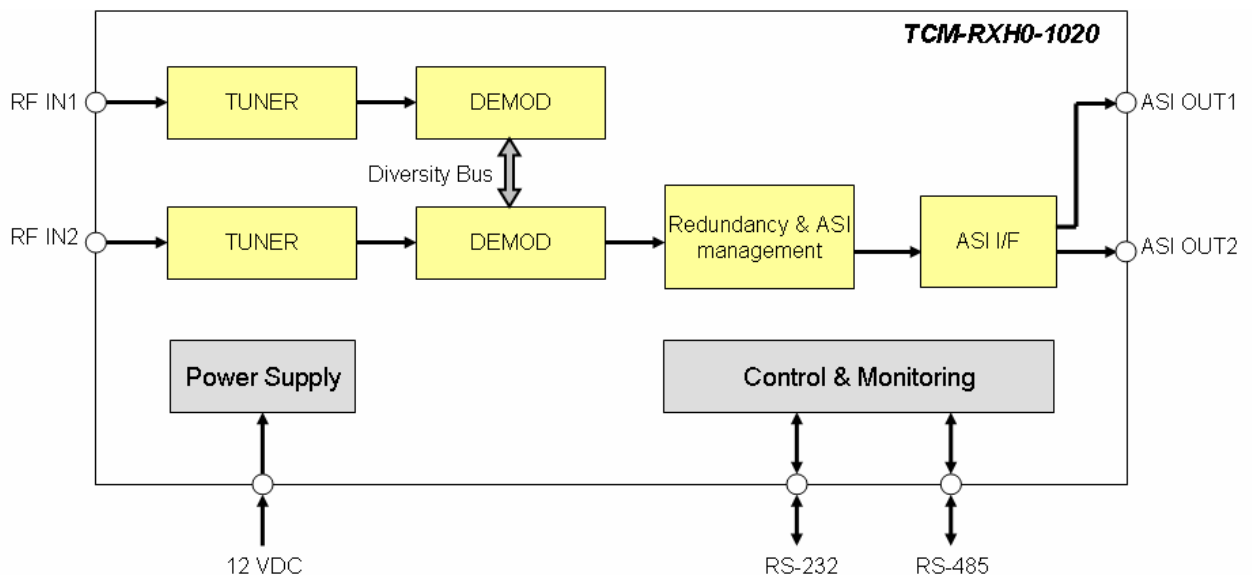 TCM-RXH0-1020
RF IN1
TUNER
DEMOD
ASI OUT1
Diversity Bus
RF IN2
TUNER
DEMOD
Redundancy & ASI
management
ASI I/F
ASI OUT2
Power Supply
Control & Monitoring
12 VDC
RS-232
RS-485